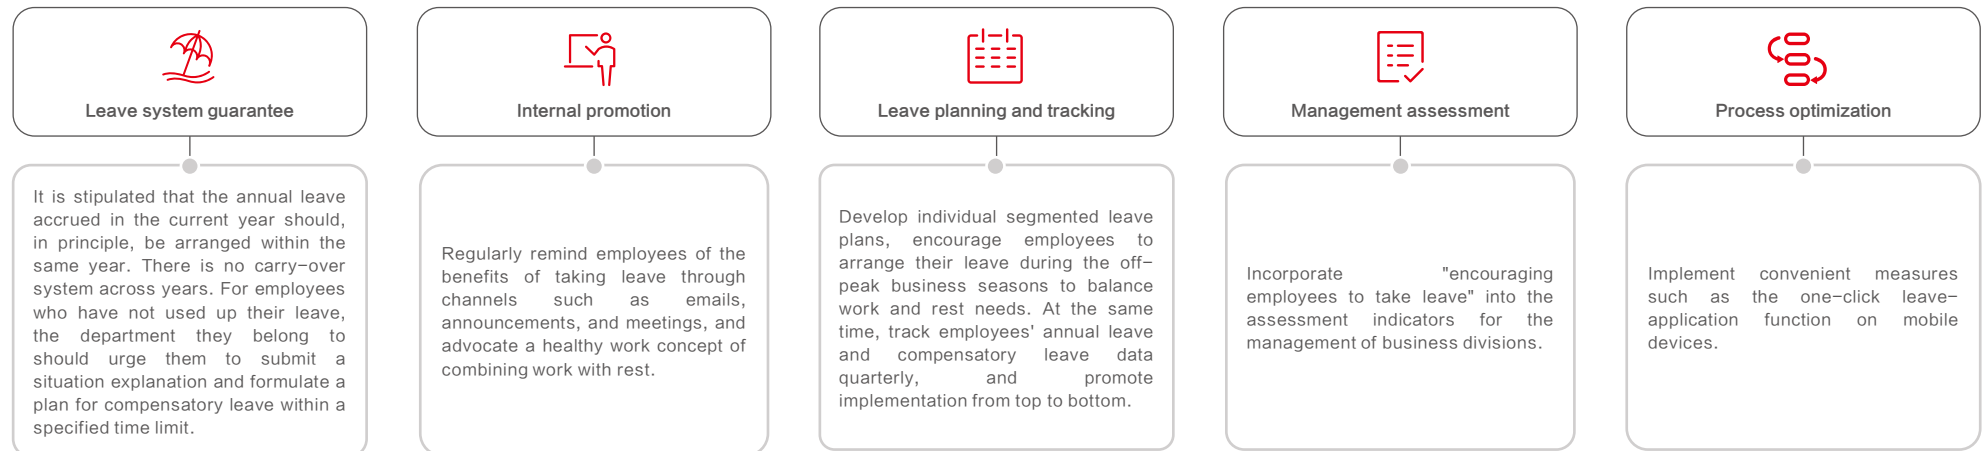 Leave system guarantee
It is stipulated that the annual leave
accrued in the current year should,
in principle, be arranged within the
same year. There is no carry-over
system across years. For employees
who have not used up their leave,
the department they belong to
should urge them to submit a
situation explanation and formulate a
plan for compensatory leave within a
specified time limit.
Internal promotion
Regularly remind employees of the
benefits of taking leave through
channels such as emails,
announcements, and meetings, and
advocate a healthy work concept of
combining work with rest.
Leave planning and tracking
Develop individual segmented leave
plans, encourage employees to
arrange their leave during the off-
peak business seasons to balance
work and rest needs. At the same
time, track employees' annual leave
and compensatory leave data
quarterly, and promote
implementation from top to bottom.
Management assessment
Incorporate "encouraging
employees to take leave" into the
assessment indicators for the
management of business divisions.
Process optimization
Implement convenient measures
such as the one-click leave-
application function on mobile
devices.